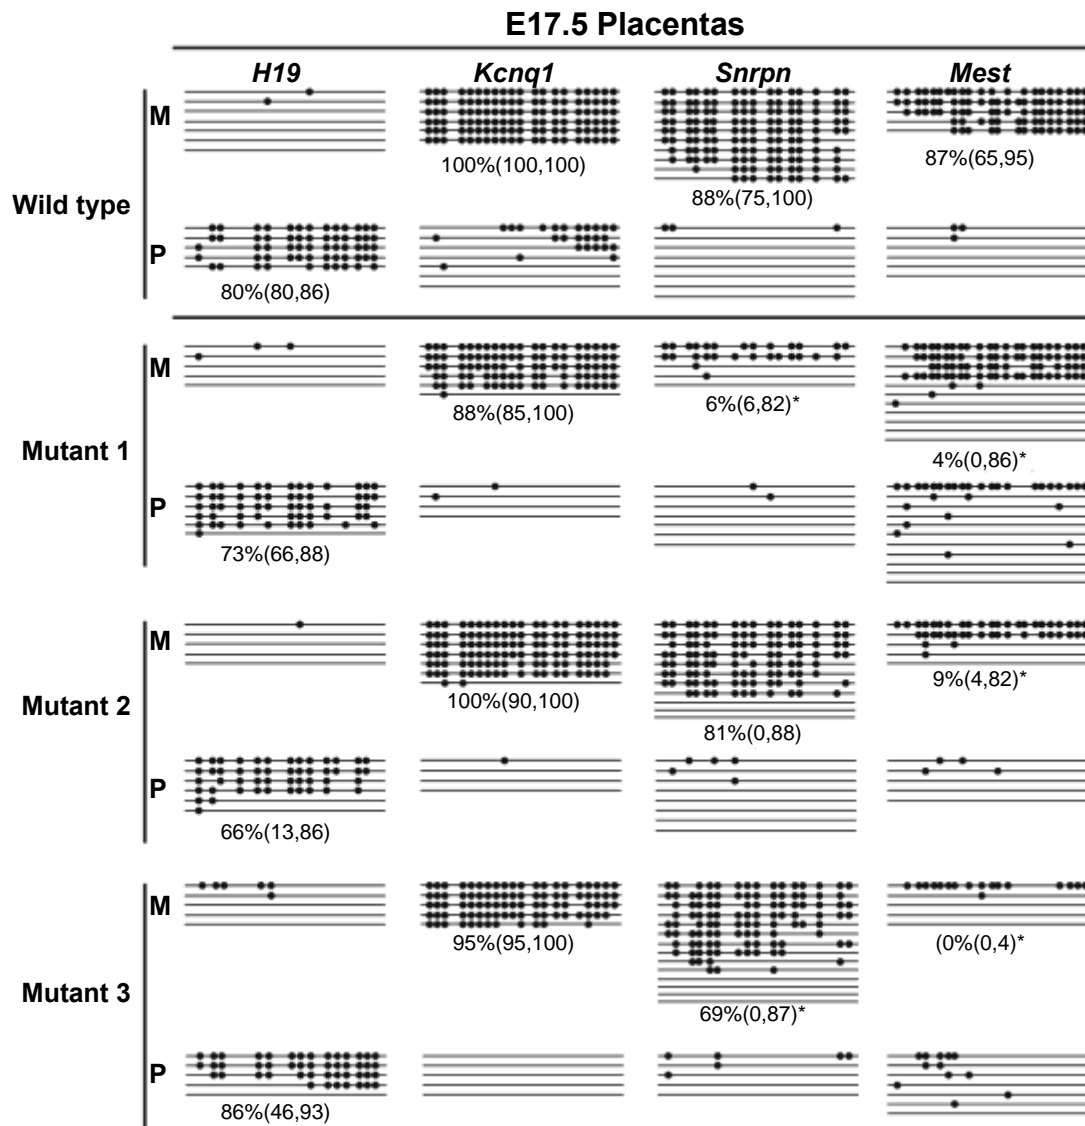 E17.5 Placentas
H19 Kcnq1 Snrpn Mest
Wild type
M
100%(100,100)
88%(75,100)
87%(65,95)
P
80%(80,86)
Mutant 1
M
88%(85,100)
6%(6,82)*
4%(0,86)*
P
73%(66,88)
Mutant 2
M
100%(90,100)
81%(0,88)
9%(4,82)*
P
66%(13,86)
Mutant 3
M
95%(95,100)
69%(0,87)*
(0%(0,4)*
P
86%(46,93)